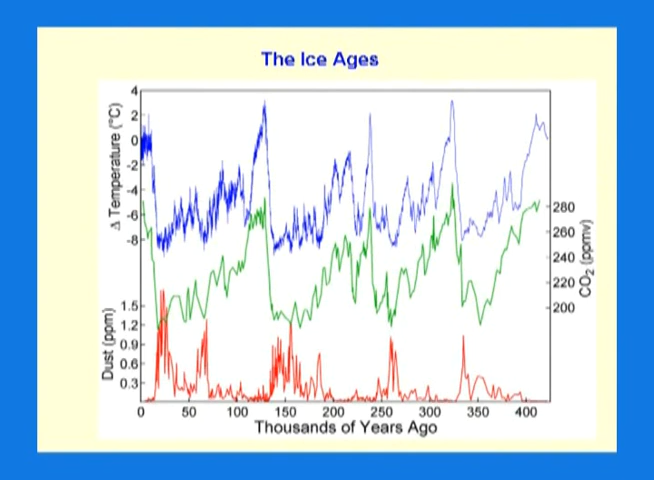 The Ice Ages
4
2
0
-2
-4
-6
-8
Δ Temperature (°C)
280
260
240
220
200
CO2 (ppmv)
1.5
1.2
0.9
0.6
0.3
Dust (ppm)
0 50 100 150 200 250 300 350 400
Thousands of Years Ago